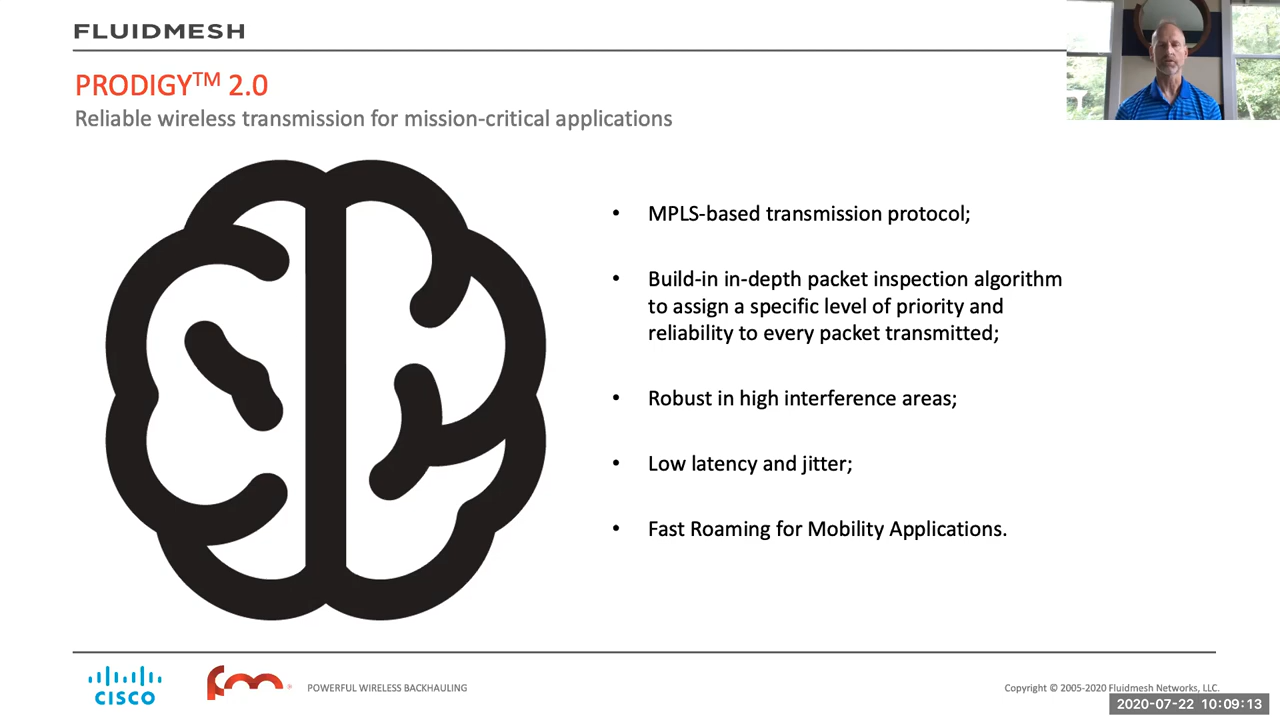 FLUIDMESH
PRODIGY™ 2.0
Reliable wireless transmission for mission-critical applications
• MPLS-based transmission protocol;
• Build-in in-depth packet inspection algorithm
to assign a specific level of priority and
reliability to every packet transmitted;
• Robust in high interference areas;
• Low latency and jitter;
• Fast Roaming for Mobility Applications.
CISCO
fm®
POWERFUL WIRELESS BACKHAULING
Copyright © 2005-2020 Fluidmesh Networks, LLC.
2020-07-22 10:09:13